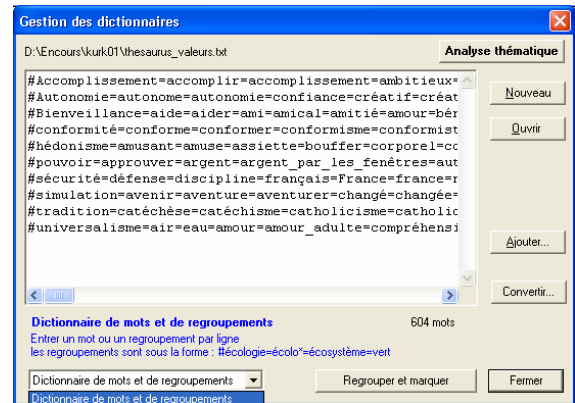 Gestion des dictionnaires
D:\Encours\kurk01\thesaurus_valeurs.txt
Analyse thématique
#Accomplissement=accomplir=accomplissement=ambitieux=
#Autonomie=autonome=autonomie=confiance=créatif=créat
#Bienveillance=aide=aider=ami=amical=amitié=amour=bér
#conformité=conforme=conformer=conformisme=conformist
#hédonisme=amusant=amuse=assiette=bouffer=corporel=cc
#pouvoir=approuver=argent=argent_par_les_fenêtres=aut
#sécurité=défense=discipline=français=France=france=r
#simulation=avenir=aventure=aventurer=changé=changée=
#tradition=catéchèse=catéchisme=catholicisme=catholic
#universalisme=air=eau=amour=amour_adulte=compréhensi
Nouveau
Ouvrir
Ajouter...
Convertir...
Dictionnaire de mots et de regroupements
604 mots
Entrer un mot ou un regroupement par ligne
les regroupements sont sous la forme : #écologie=écolo*=écosystème=vert
Dictionnaire de mots et de regroupements
Regrouper et marquer
Fermer
Dictionnaire de mots et de regroupements